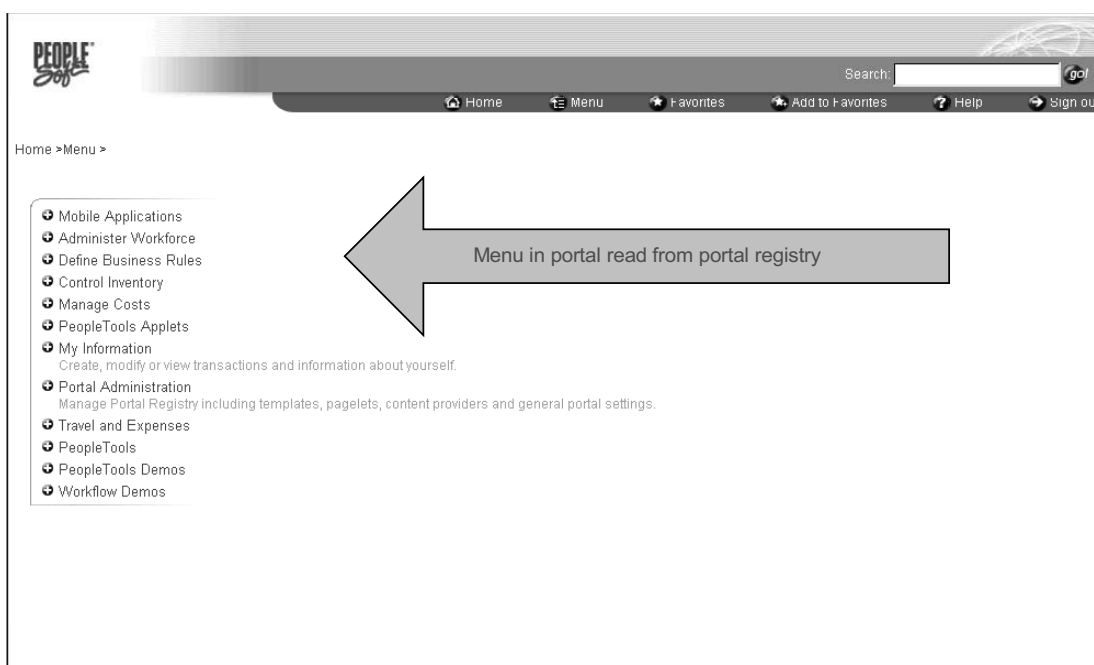 PEOPLE
Soft
Search:
go!
Home Menu Favorites Add to Favorites Help Sign ou
Home >Menu >
Mobile Applications
Administer Workforce
Define Business Rules
Control Inventory
Manage Costs
PeopleTools Applets
My Information
Create, modify or view transactions and information about yourself.
Portal Administration
Manage Portal Registry including templates, pagelets, content providers and general portal settings.
Travel and Expenses
PeopleTools
PeopleTools Demos
Workflow Demos
Menu in portal read from portal registry